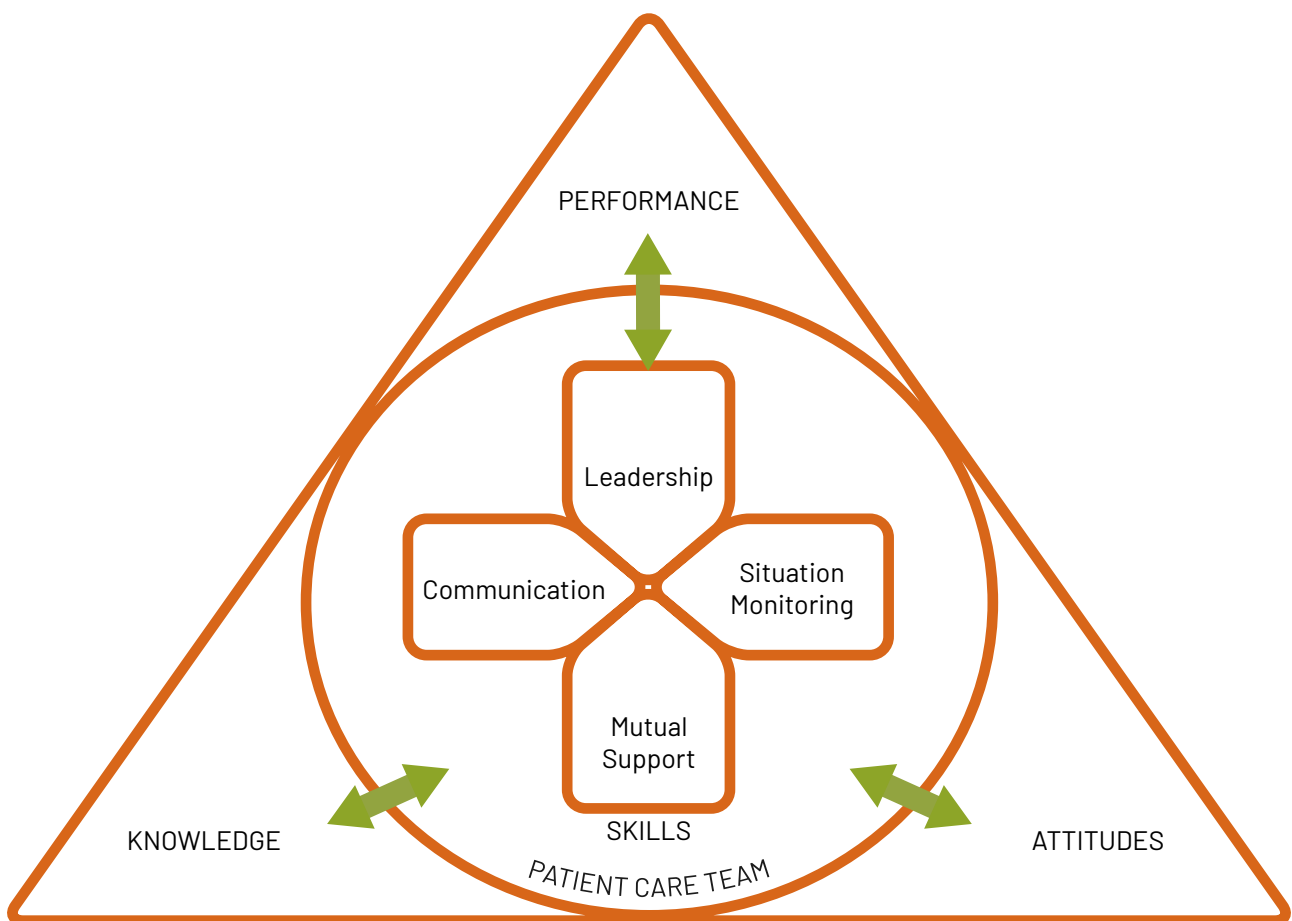 PERFORMANCE
Leadership
Communication
Situation
Monitoring
Mutual
Support
KNOWLEDGE
SKILLS
ATTITUDES
PATIENT CARE TEAM